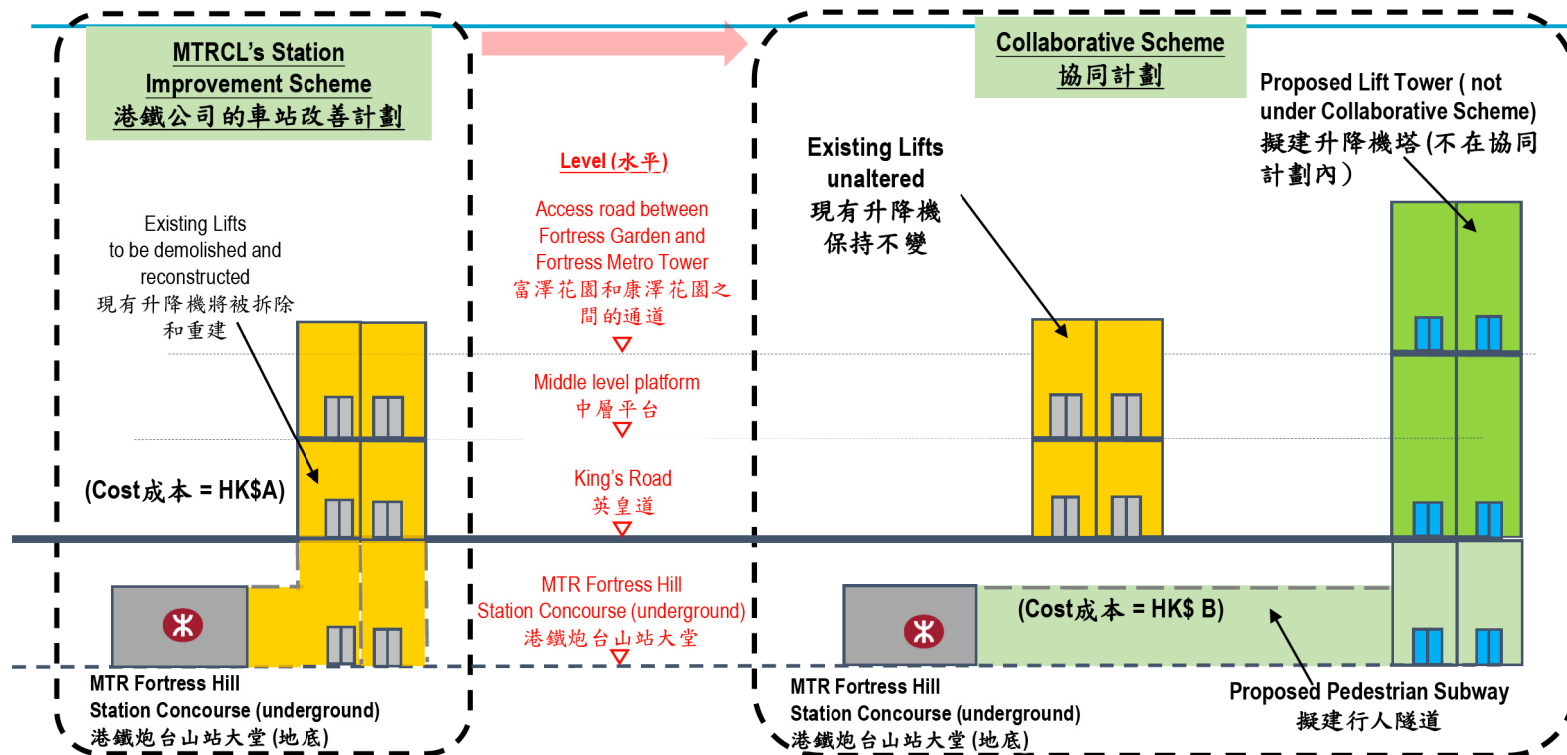 MTRCL's Station
Improvement Scheme
港鐵公司的車站改善計劃
Existing Lifts
to be demolished and
reconstructed
現有升降機將被拆除
和重建
(Cost成本 = HK$A)
MTR Fortress Hill
Station Concourse (underground)
港鐵炮台山站大堂 (地底)
Level (水平)
Access road between
Fortress Garden and
Fortress Metro Tower
富澤花園和康澤花園之
間的通道
Middle level platform
中層平台
King's Road
英皇道
MTR Fortress Hill
Station Concourse (underground)
港鐵炮台山站大堂
Collaborative Scheme
協同計劃
Existing Lifts
unaltered
現有升降機
保持不變
Proposed Lift Tower ( not
under Collaborative Scheme)
擬建升降機塔 (不在協同
計劃內)
(Cost成本 = HK$ B)
MTR Fortress Hill
Station Concourse (underground)
港鐵炮台山站大堂 (地底)
Proposed Pedestrian Subway
擬建行人隧道